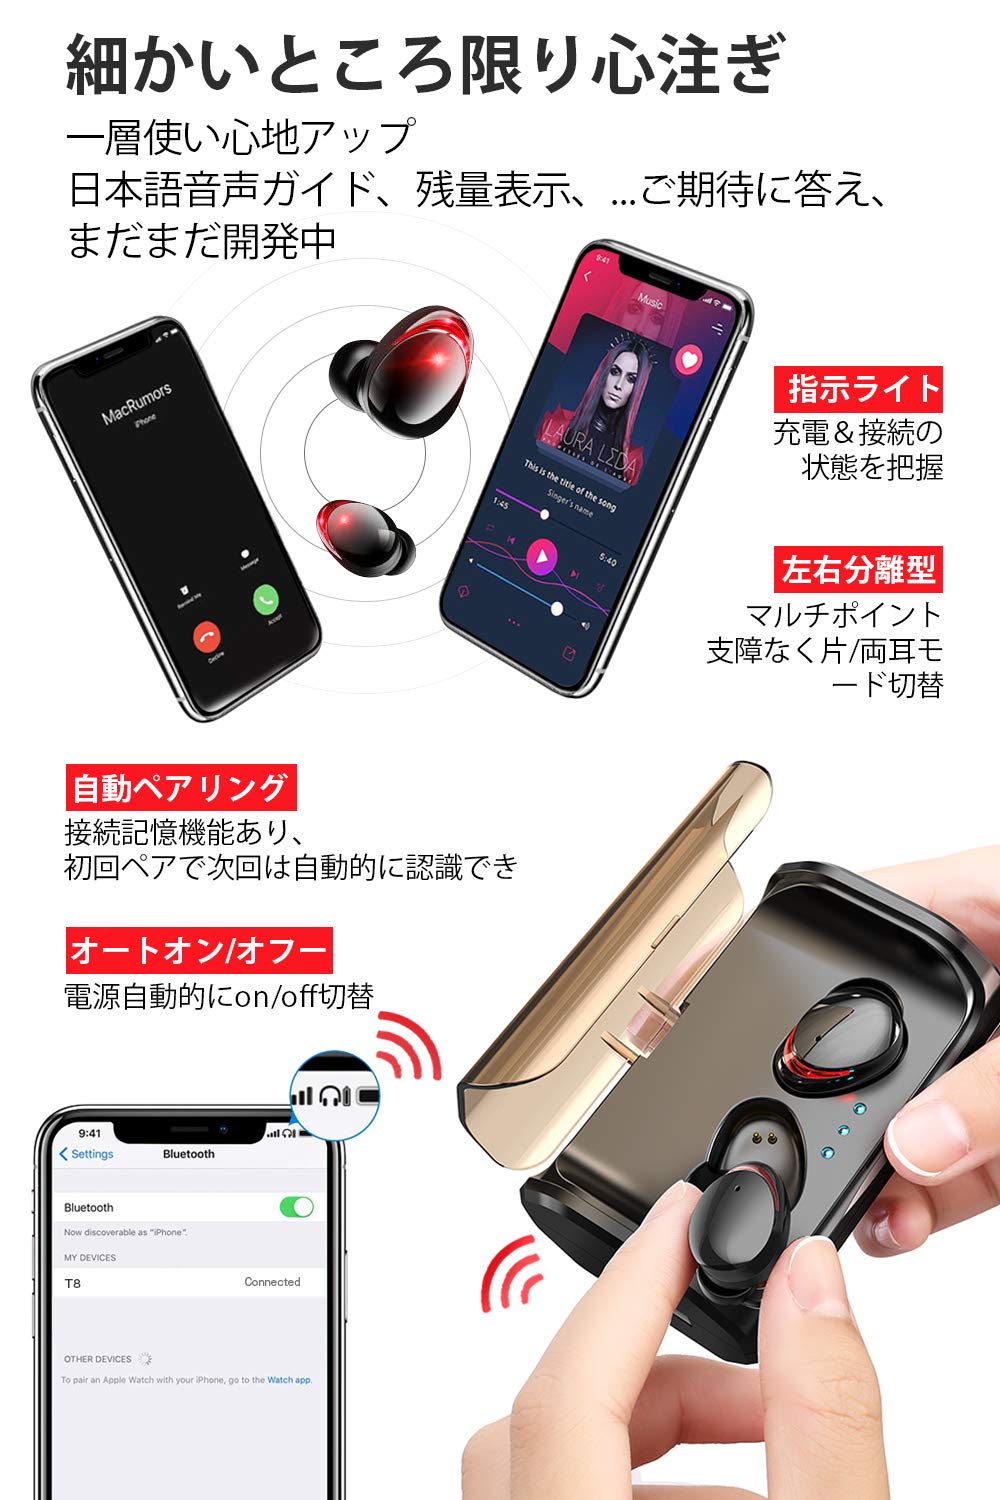 細かいところ限り心注ぎ
一層使い心地アップ
日本語音声ガイド、残量表示、...ご期待に答え、
まだまだ開発中
MacRumors
iPhone
Message
Remind Me
Accept
Decline
9:41
Music
LAURA LEDA
This is the title of the song
Singer's name
1:45
5:40
指示ライト
充電＆接続の
状態を把握
左右分離型
マルチポイント
支障なく片/両耳モ
ード切替
自動ペアリング
接続記憶機能あり、
初回ペアで次回は自動的に認識でき
オートオン/オフー
電源自動的にon/off切替
9:41
Settings
Bluetooth
Bluetooth
Now discoverable as “iPhone”.
MY DEVICES
T8
Connected
OTHER DEVICES
To pair an Apple Watch with your iPhone, go to the Watch app.